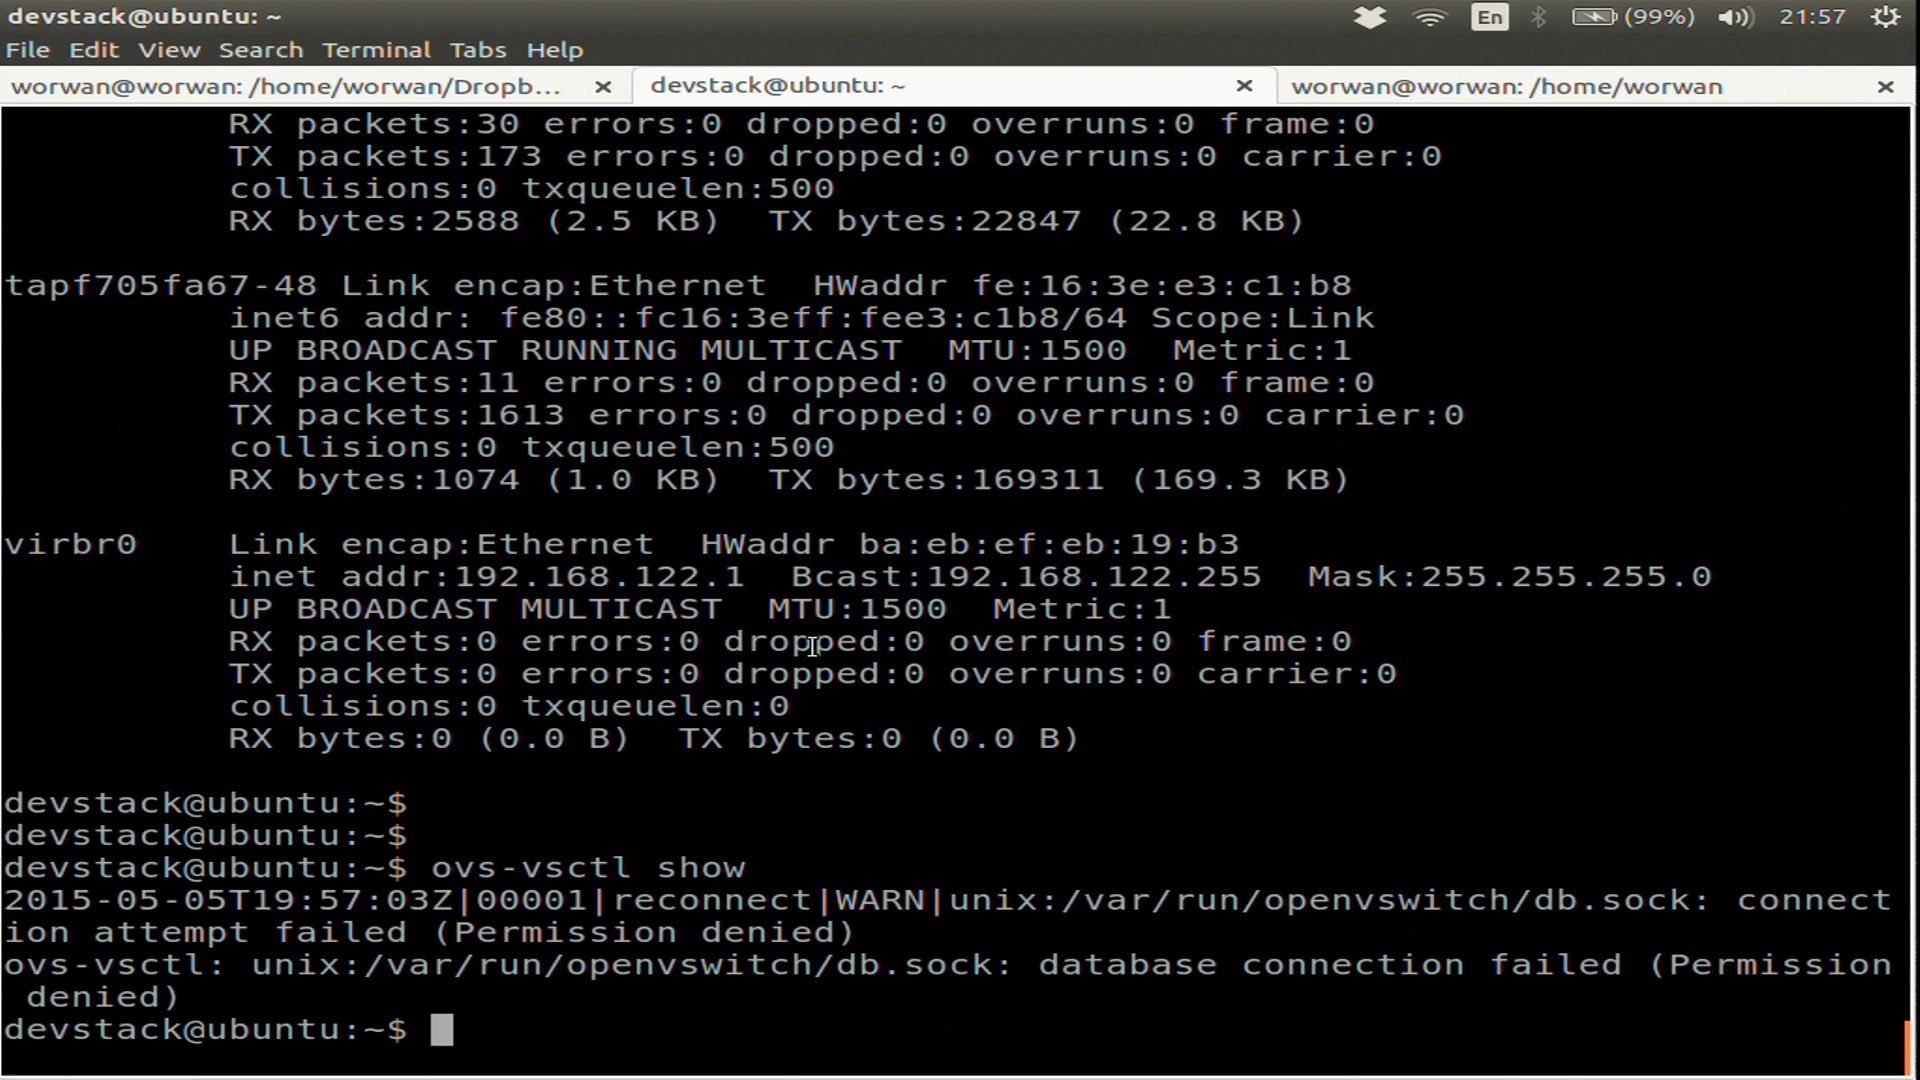 devstack@ubuntu: ~
En
(99%)
21:57
File Edit View Search Terminal Tabs Help
worwan@worwan: /home/worwan/Dropb... ×
devstack@ubuntu: ~ ×
worwan@worwan: /home/worwan ×
RX packets:30 errors:0 dropped:0 overruns:0 frame:0
TX packets:173 errors:0 dropped:0 overruns:0 carrier:0
collisions:0 txqueuelen:500
RX bytes:2588 (2.5 KB)  TX bytes:22847 (22.8 KB)
tapf705fa67-48 Link encap:Ethernet  HWaddr fe:16:3e:e3:c1:b8
inet6 addr: fe80::fc16:3eff:fee3:c1b8/64 Scope:Link
UP BROADCAST RUNNING MULTICAST  MTU:1500  Metric:1
RX packets:11 errors:0 dropped:0 overruns:0 frame:0
TX packets:1613 errors:0 dropped:0 overruns:0 carrier:0
collisions:0 txqueuelen:500
RX bytes:1074 (1.0 KB)  TX bytes:169311 (169.3 KB)
virbr0    Link encap:Ethernet  HWaddr ba:eb:ef:eb:19:b3
inet addr:192.168.122.1  Bcast:192.168.122.255  Mask:255.255.255.0
UP BROADCAST MULTICAST  MTU:1500  Metric:1
RX packets:0 errors:0 dropped:0 overruns:0 frame:0
TX packets:0 errors:0 dropped:0 overruns:0 carrier:0
collisions:0 txqueuelen:0
RX bytes:0 (0.0 B)  TX bytes:0 (0.0 B)
devstack@ubuntu:~$
devstack@ubuntu:~$
devstack@ubuntu:~$ ovs-vsctl show
2015-05-05T19:57:03Z|00001|reconnect|WARN|unix:/var/run/openvswitch/db.sock: connect
ion attempt failed (Permission denied)
ovs-vsctl: unix:/var/run/openvswitch/db.sock: database connection failed (Permission
denied)
devstack@ubuntu:~$